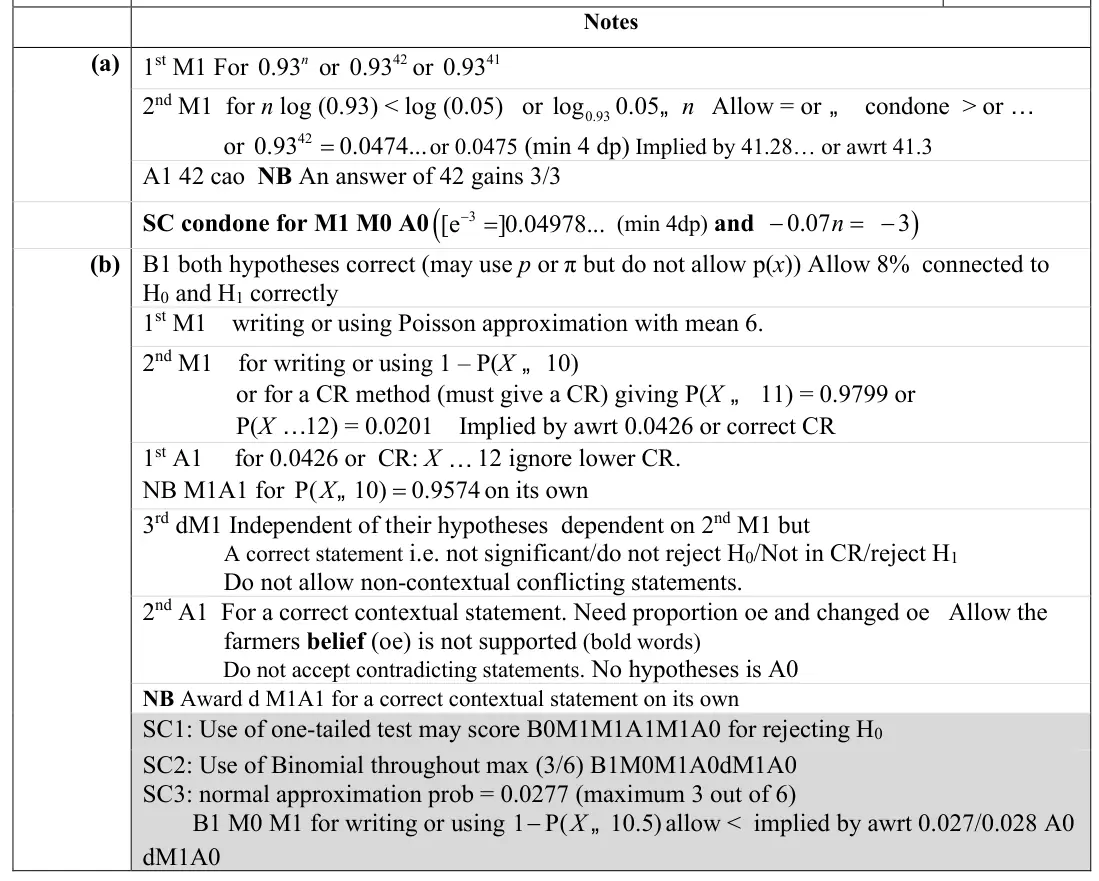 Notes
(a) 1st M1 For 0.93^n or 0.93^42 or 0.93^41
2nd M1 for n log (0.93) < log (0.05) or log_0.93 0.05„ n Allow = or „ condone > or …
or 0.93^42 = 0.0474... or 0.0475 (min 4 dp) Implied by 41.28… or awrt 41.3
A1 42 cao NB An answer of 42 gains 3/3
SC condone for M1 M0 A0 ([e^−3 =]0.04978... (min 4dp) and −0.07n = −3)
(b) B1 both hypotheses correct (may use p or π but do not allow p(x)) Allow 8% connected to
H0 and H1 correctly
1st M1 writing or using Poisson approximation with mean 6.
2nd M1 for writing or using 1 – P(X „ 10)
or for a CR method (must give a CR) giving P(X „ 11) = 0.9799 or
P(X …12) = 0.0201 Implied by awrt 0.0426 or correct CR
1st A1 for 0.0426 or CR: X … 12 ignore lower CR.
NB M1A1 for P(X„ 10) = 0.9574 on its own
3rd dM1 Independent of their hypotheses dependent on 2nd M1 but
A correct statement i.e. not significant/do not reject H0/Not in CR/reject H1
Do not allow non-contextual conflicting statements.
2nd A1 For a correct contextual statement. Need proportion oe and changed oe Allow the
farmers belief (oe) is not supported (bold words)
Do not accept contradicting statements. No hypotheses is A0
NB Award d M1A1 for a correct contextual statement on its own
SC1: Use of one-tailed test may score B0M1M1A1M1A0 for rejecting H0
SC2: Use of Binomial throughout max (3/6) B1M0M1A0dM1A0
SC3: normal approximation prob = 0.0277 (maximum 3 out of 6)
B1 M0 M1 for writing or using 1 − P(X„ 10.5) allow < implied by awrt 0.027/0.028 A0
dM1A0